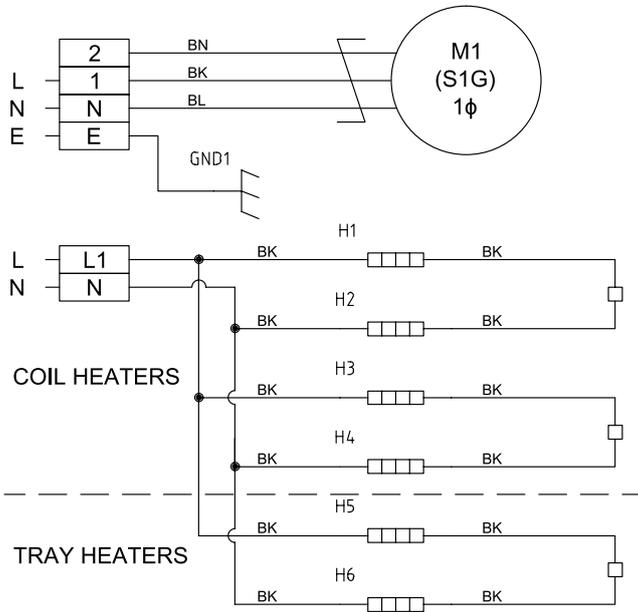 2 BN
L 1 BK
N N BL
E E
GND1
M1
(S1G)
1ϕ
H1
L L1 BK BK
N N
H2
BK BK
COIL HEATERS
H3
BK BK
H4
BK BK
H5
BK BK
TRAY HEATERS
H6
BK BK